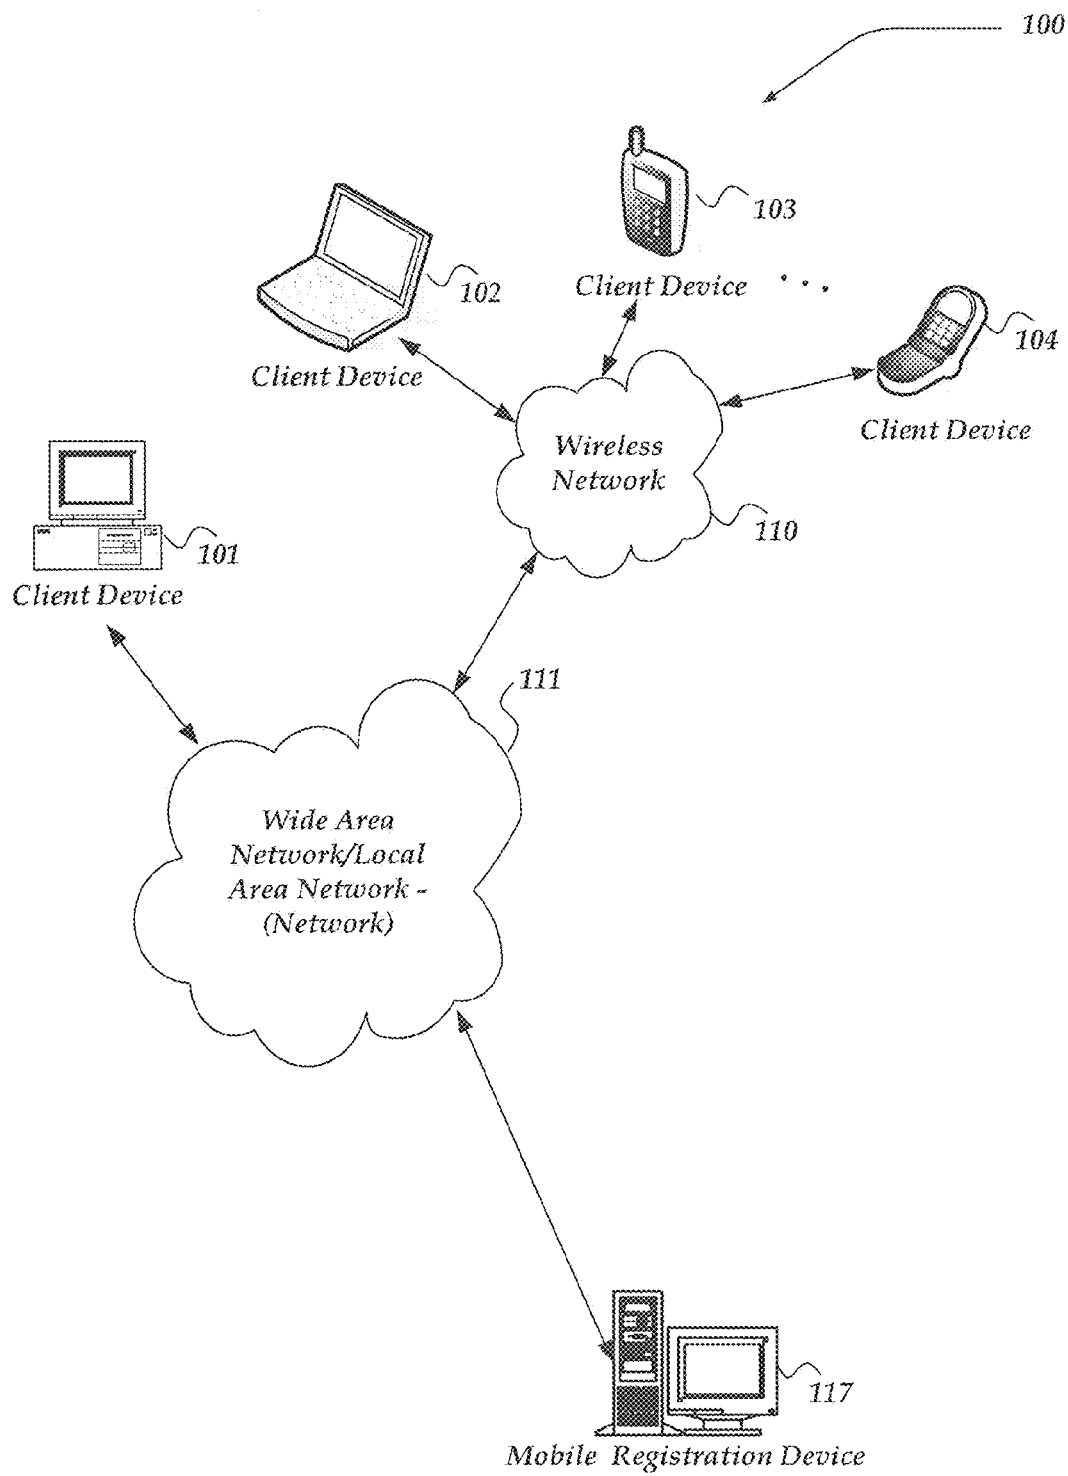 100
103
Client Device . . .
102
104
Client Device
Client Device
Wireless
Network
110
101
Client Device
111
Wide Area
Network/Local
Area Network -
(Network)
117
Mobile Registration Device